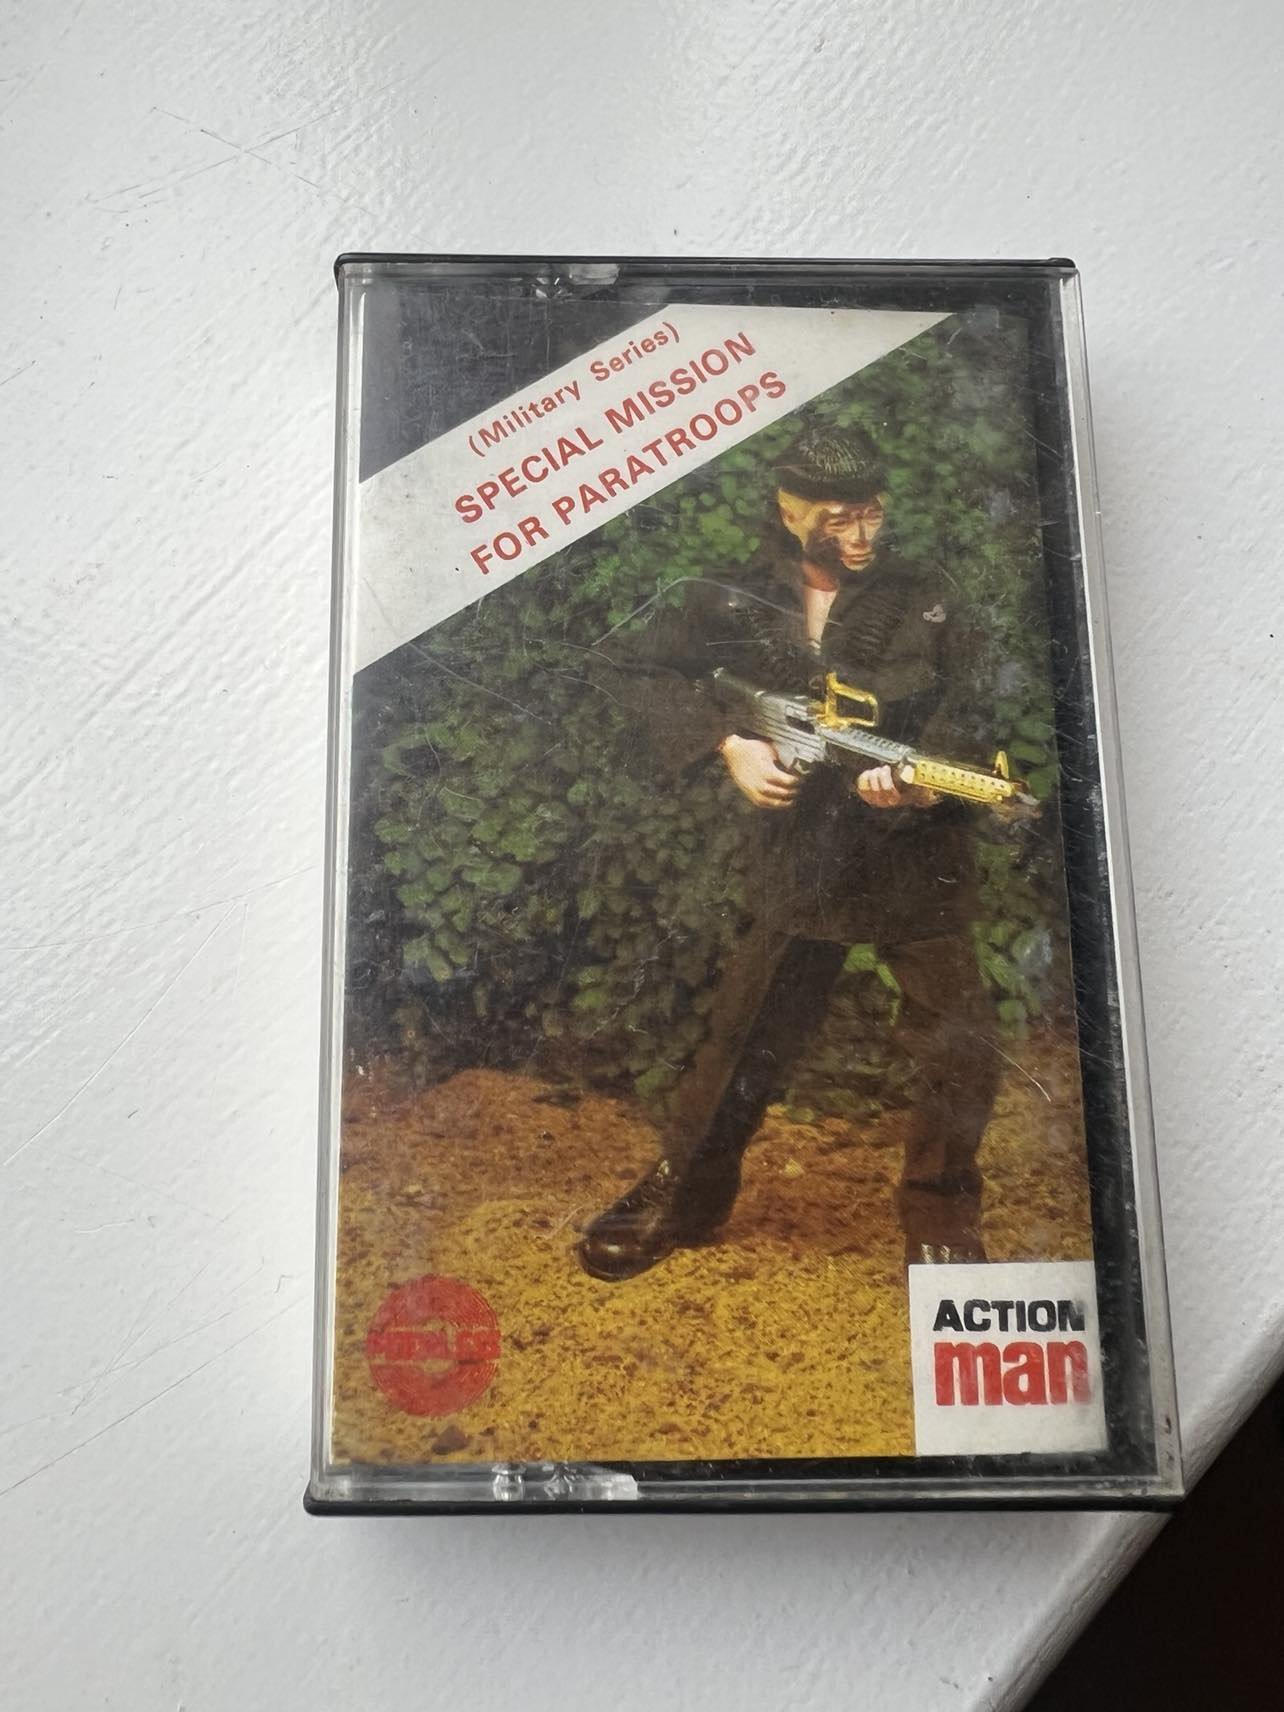 (Military Series)
SPECIAL MISSION
FOR PARATROOPS
ACTION
man